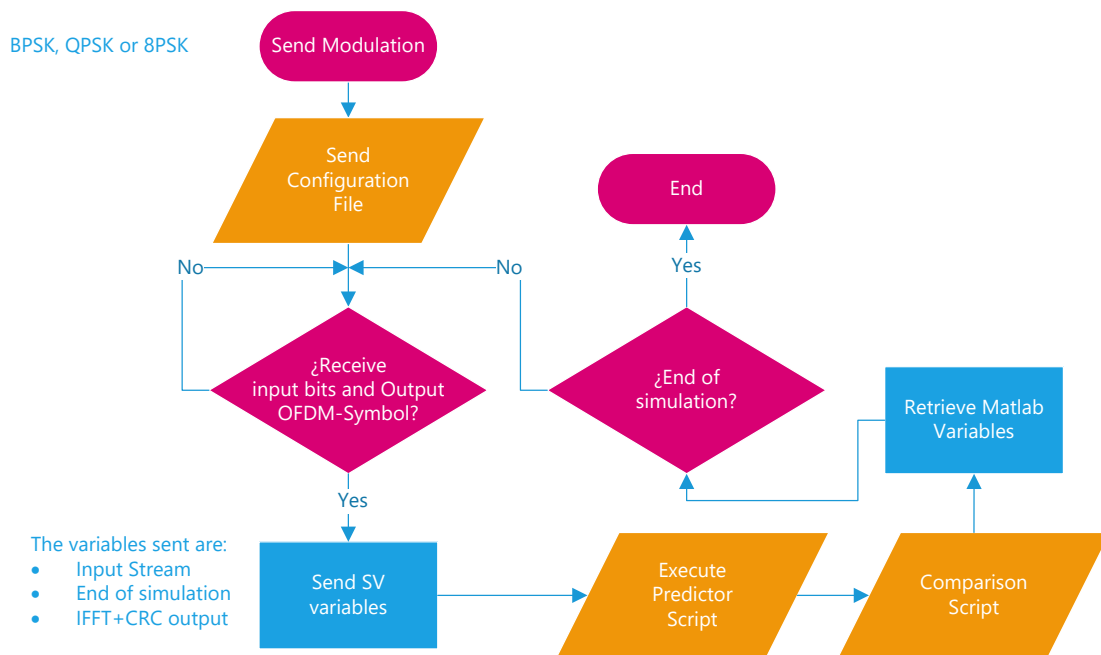 BPSK, QPSK or 8PSK
Send Modulation
Send
Configuration
File
End
No
No
Yes
¿Receive
input bits and Output
OFDM-Symbol?
¿End of
simulation?
Retrieve Matlab
Variables
Yes
The variables sent are:
• Input Stream
• End of simulation
• IFFT+CRC output
Send SV
variables
Execute
Predictor
Script
Comparison
Script